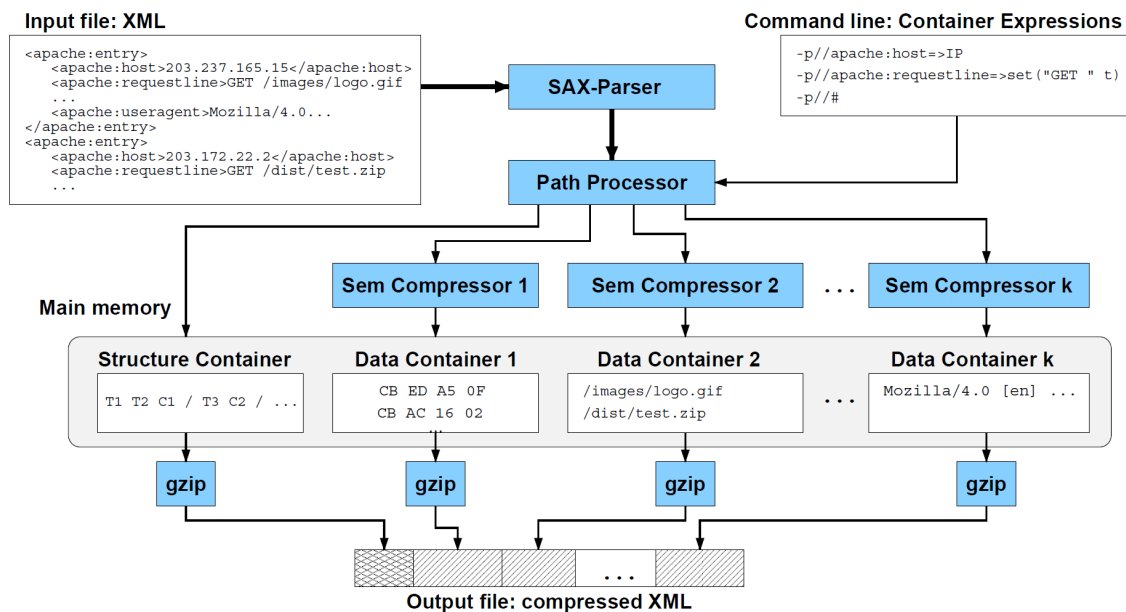 Input file: XML
Command line: Container Expressions
<apache:entry>
<apache:host>203.237.165.15</apache:host>
<apache:requestline>GET /images/logo.gif
...
<apache:useragent>Mozilla/4.0...
</apache:entry>
<apache:entry>
<apache:host>203.172.22.2</apache:host>
<apache:requestline>GET /dist/test.zip
...
-p//apache:host=>IP
-p//apache:requestline=>set("GET " t)
-p//#
SAX-Parser
Path Processor
Sem Compressor 1
Sem Compressor 2
...
Sem Compressor k
Main memory
Structure Container
T1 T2 C1 / T3 C2 / ...
Data Container 1
CB ED A5 0F
CB AC 16 02
...
Data Container 2
/images/logo.gif
/dist/test.zip
...
Data Container k
Mozilla/4.0 [en] ...
gzip
gzip
gzip
gzip
...
Output file: compressed XML